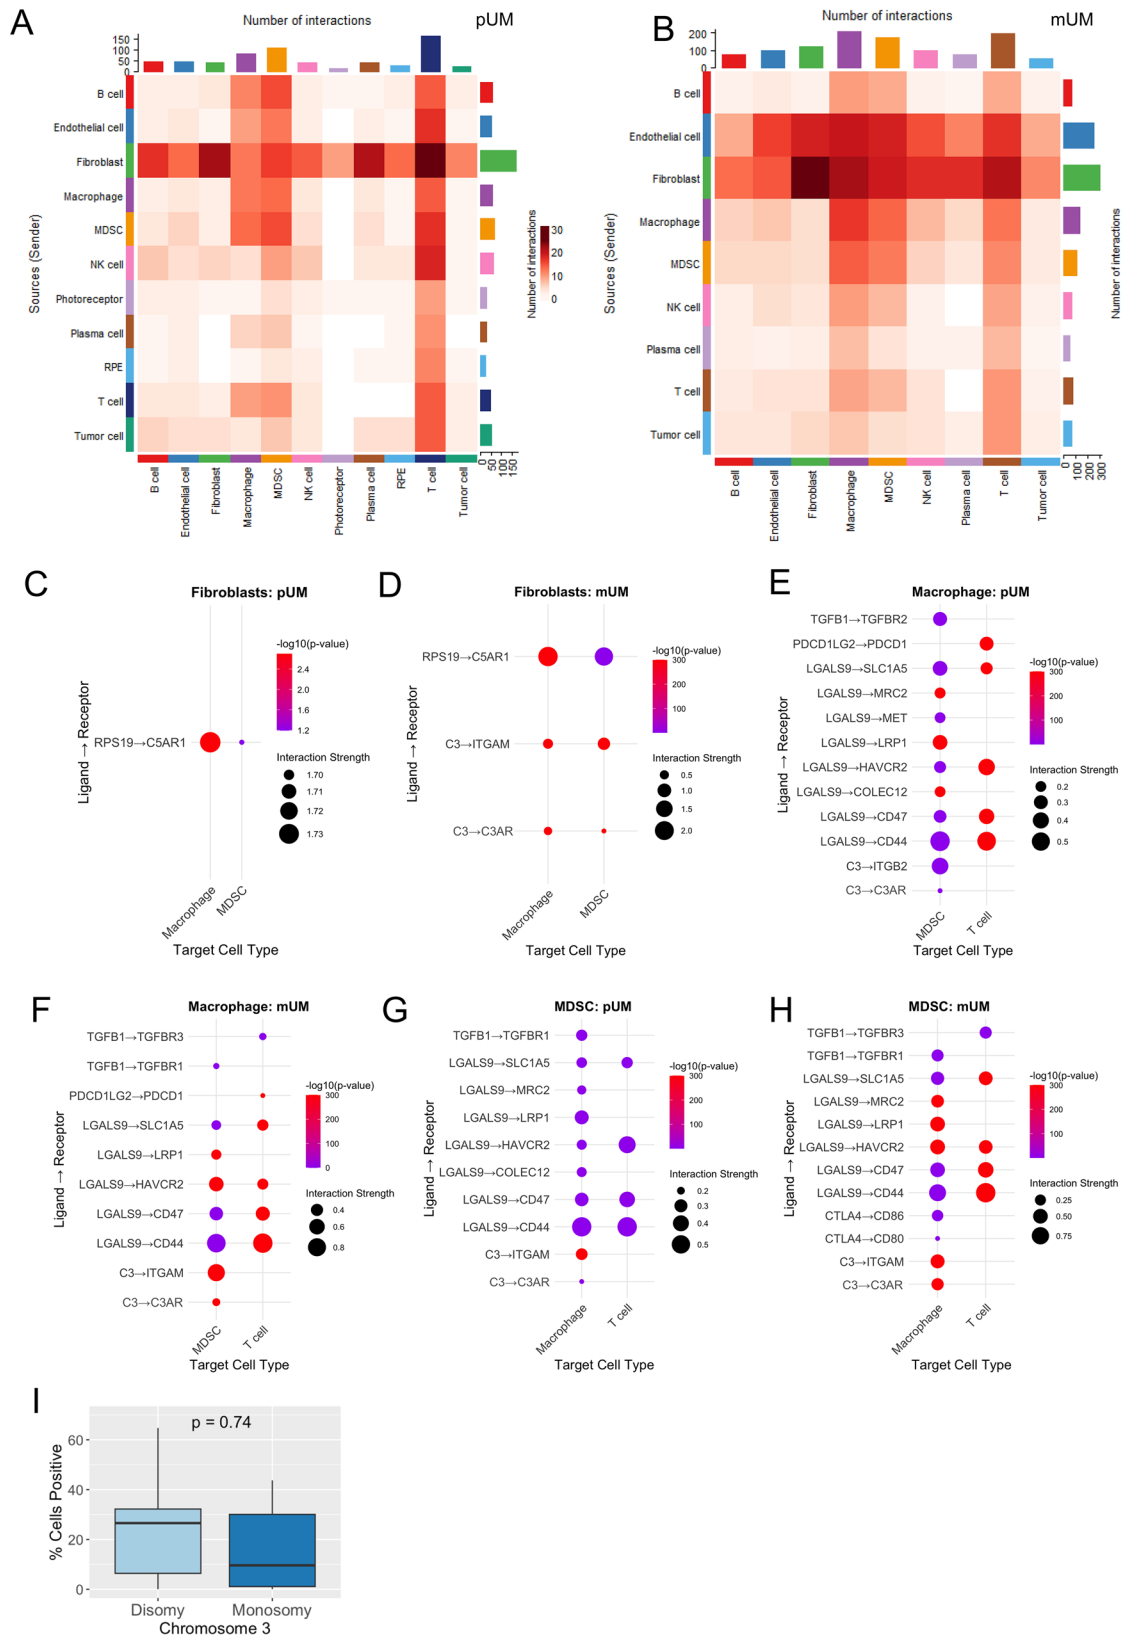 A
Number of interactions
pUM
150
100
50
0
B cell
Endothelial cell
Fibroblast
Macrophage
MDSC
NK cell
Photoreceptor
Plasma cell
RPE
T cell
Tumor cell
Sources (Sender)
0
50
100
150
B cell
Endothelial cell
Fibroblast
Macrophage
MDSC
NK cell
Photoreceptor
Plasma cell
RPE
T cell
Tumor cell
Number of interactions
30
20
10
0
B
Number of interactions
mUM
200
100
0
B cell
Endothelial cell
Fibroblast
Macrophage
MDSC
NK cell
Plasma cell
T cell
Tumor cell
Sources (Sender)
0
100
200
300
B cell
Endothelial cell
Fibroblast
Macrophage
MDSC
NK cell
Plasma cell
T cell
Tumor cell
Number of interactions
C
Fibroblasts: pUM
Ligand → Receptor
RPS19→C5AR1
Macrophage
MDSC
Target Cell Type
-log10(p-value)
2.4
2.0
1.6
1.2
Interaction Strength
1.70
1.71
1.72
1.73
D
Fibroblasts: mUM
Ligand → Receptor
RPS19→C5AR1
C3→ITGAM
C3→C3AR
Macrophage
MDSC
Target Cell Type
-log10(p-value)
300
200
100
Interaction Strength
0.5
1.0
1.5
2.0
E
Macrophage: pUM
Ligand → Receptor
TGFB1→TGFBR2
PDCD1LG2→PDCD1
LGALS9→SLC1A5
LGALS9→MRC2
LGALS9→MET
LGALS9→LRP1
LGALS9→HAVCR2
LGALS9→COLEC12
LGALS9→CD47
LGALS9→CD44
C3→ITGB2
C3→C3AR
MDSC
T cell
Target Cell Type
-log10(p-value)
300
200
100
Interaction Strength
0.2
0.3
0.4
0.5
F
Macrophage: mUM
Ligand → Receptor
TGFB1→TGFBR3
TGFB1→TGFBR1
PDCD1LG2→PDCD1
LGALS9→SLC1A5
LGALS9→LRP1
LGALS9→HAVCR2
LGALS9→CD47
LGALS9→CD44
C3→ITGAM
C3→C3AR
MDSC
T cell
Target Cell Type
-log10(p-value)
300
200
100
0
Interaction Strength
0.4
0.6
0.8
G
MDSC: pUM
Ligand → Receptor
TGFB1→TGFBR1
LGALS9→SLC1A5
LGALS9→MRC2
LGALS9→LRP1
LGALS9→HAVCR2
LGALS9→COLEC12
LGALS9→CD47
LGALS9→CD44
C3→ITGAM
C3→C3AR
Macrophage
T cell
Target Cell Type
-log10(p-value)
300
200
100
Interaction Strength
0.2
0.3
0.4
0.5
H
MDSC: mUM
Ligand → Receptor
TGFB1→TGFBR3
TGFB1→TGFBR1
LGALS9→SLC1A5
LGALS9→MRC2
LGALS9→LRP1
LGALS9→HAVCR2
LGALS9→CD47
LGALS9→CD44
CTLA4→CD86
CTLA4→CD80
C3→ITGAM
C3→C3AR
Macrophage
T cell
Target Cell Type
-log10(p-value)
300
200
100
Interaction Strength
0.25
0.50
0.75
I
p = 0.74
% Cells Positive
60
40
20
0
Disomy
Monosomy
Chromosome 3